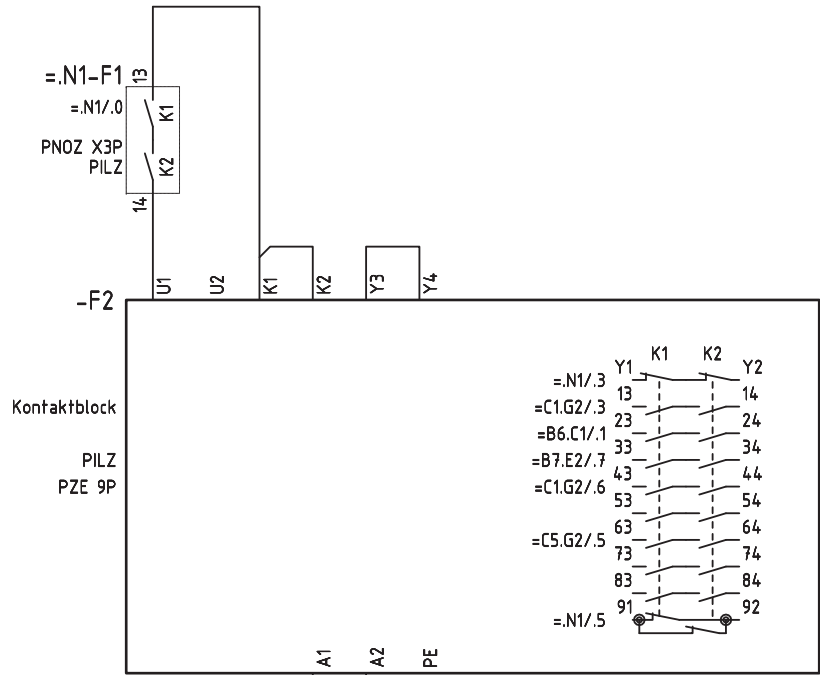 =.N1-F1 13
=.N1/.0 K1
PNOZ X3P
PILZ K2
14
-F2 U1 U2 K1 K2 Y3 Y4
Kontaktblock
PILZ
PZE 9P
K1 K2
=.N1/.3 Y1 Y2
=C1.G2/.3 13 14
=B6.C1/.1 23 24
=B7.E2/.7 33 34
=C1.G2/.6 43 44
53 54
=C5.G2/.5 63 64
73 74
83 84
=.N1/.5 91 92
A1 A2 PE